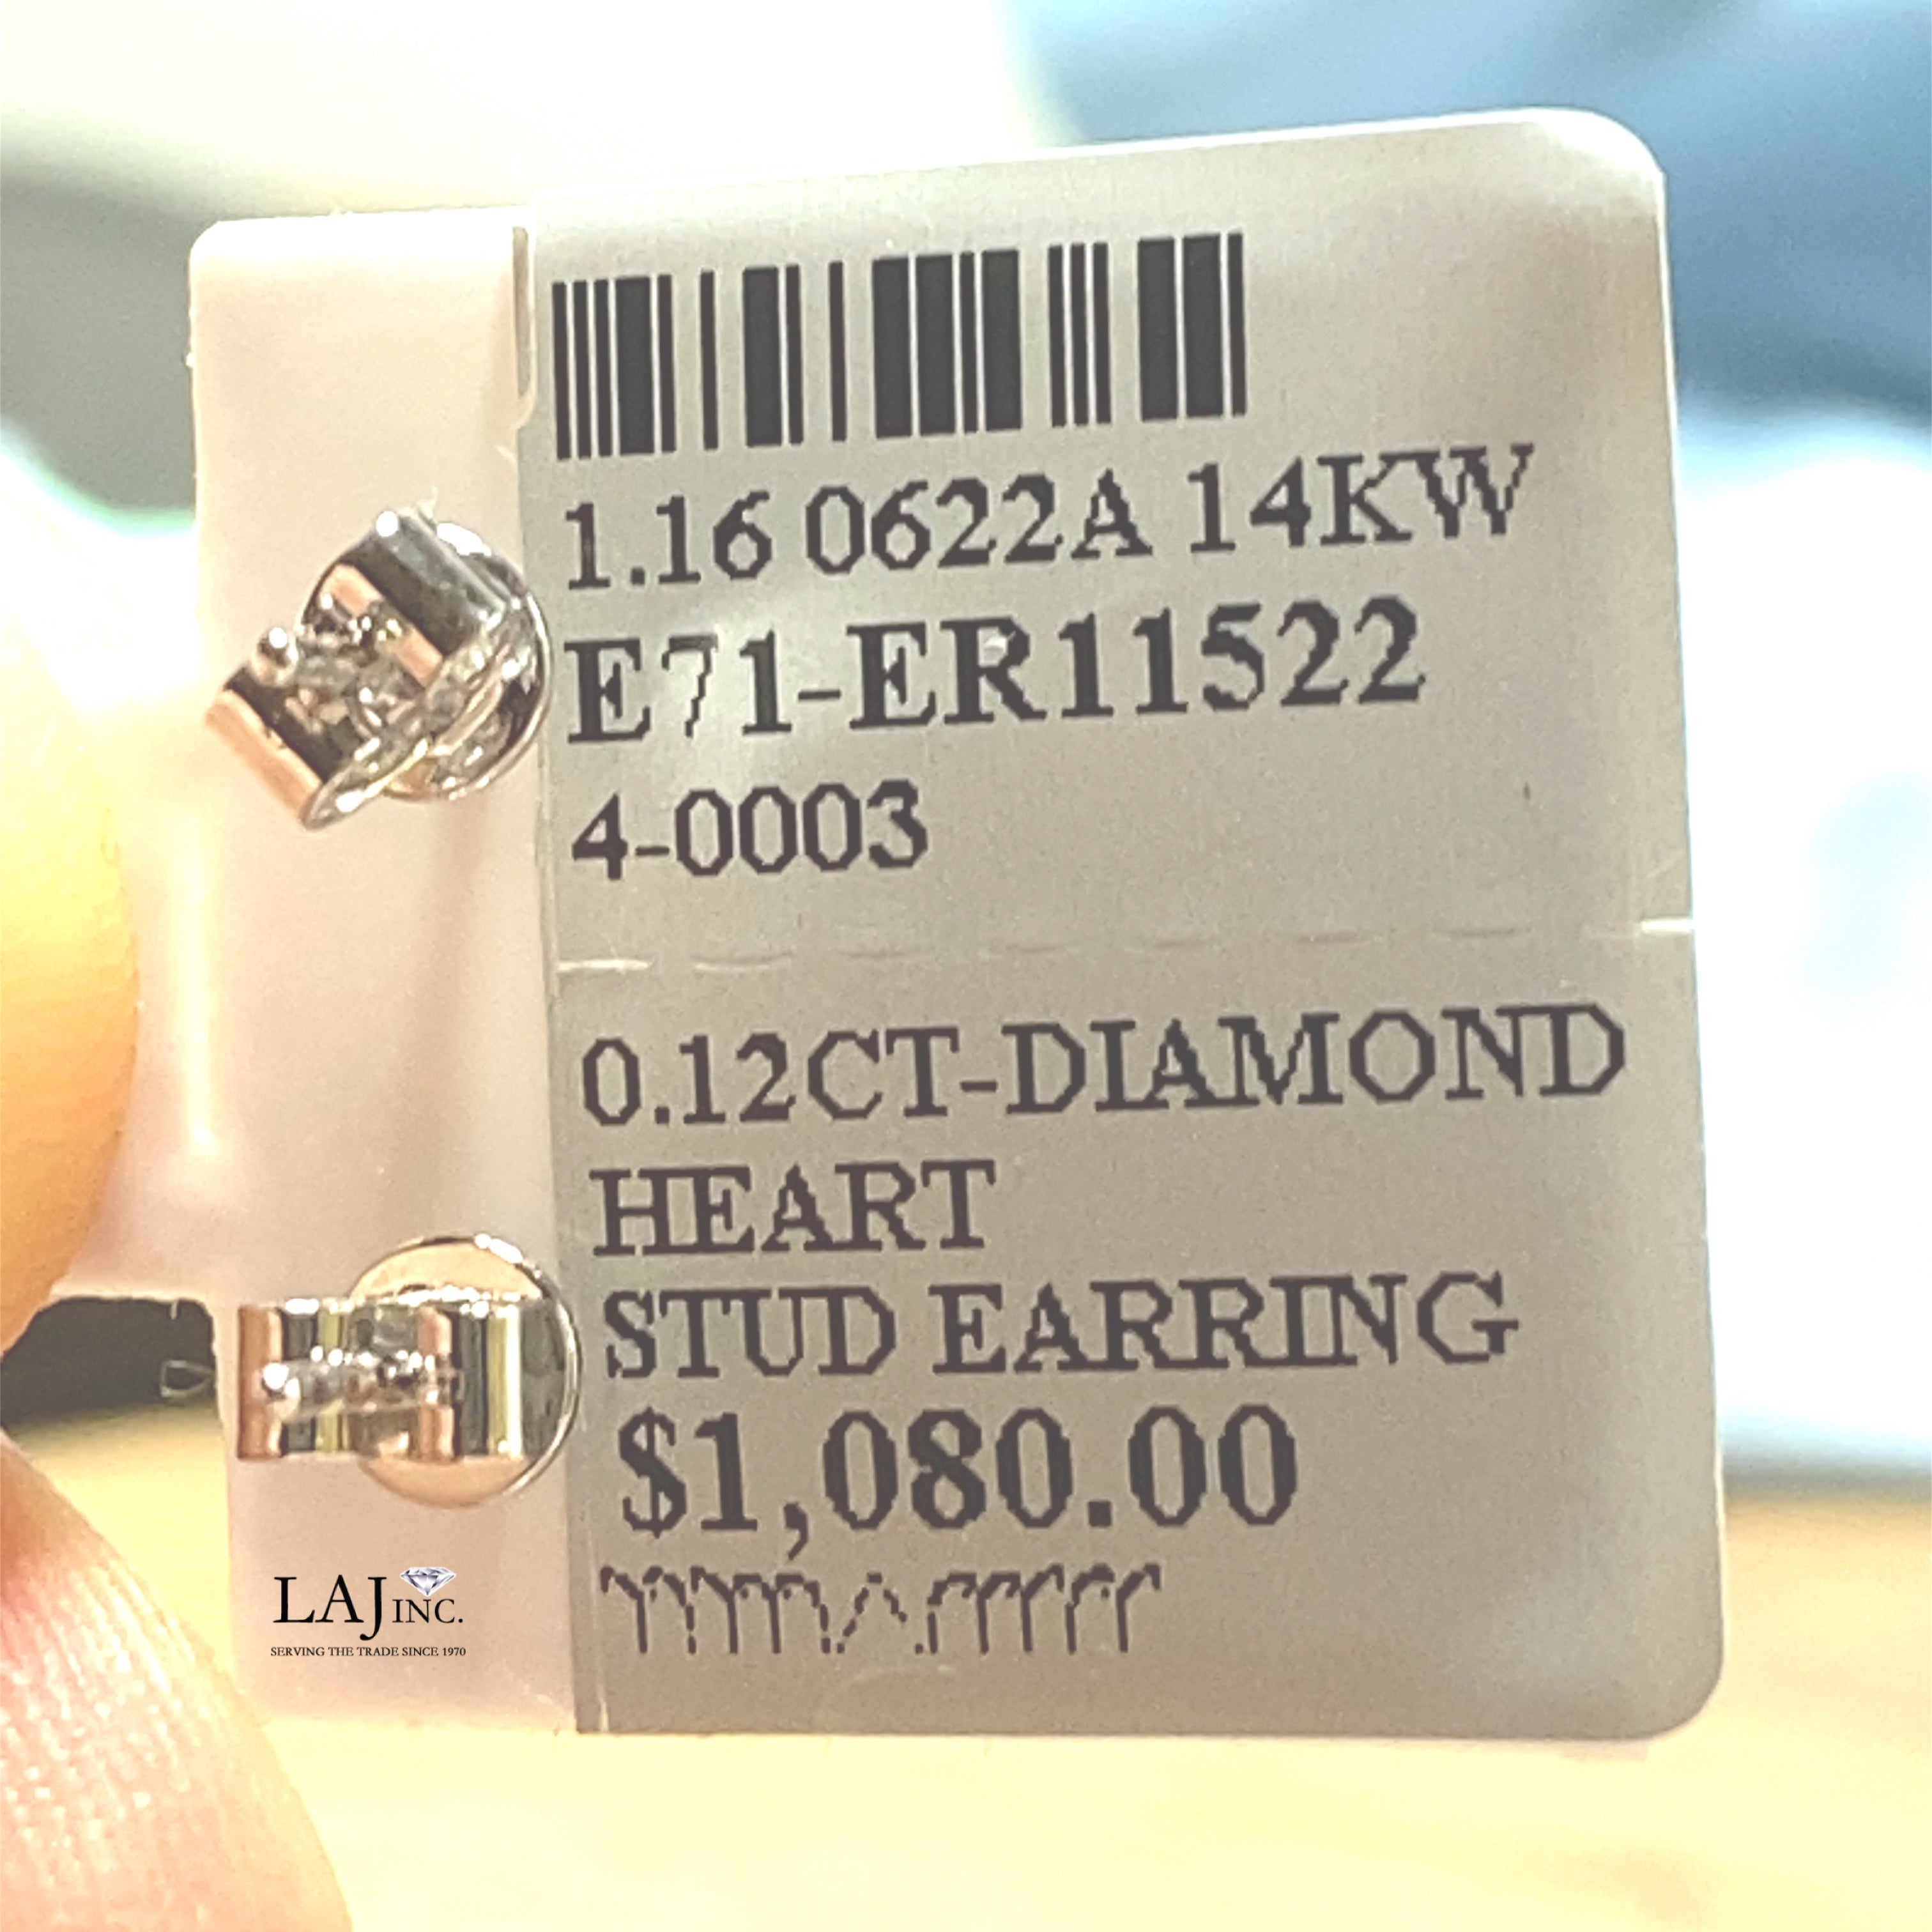 1.16 0622A 14KW
E71-ER11522
4-0003
0.12CT-DIAMOND
HEART
STUD EARRING
$1,080.00
LAJ INC.
SERVING THE TRADE SINCE 1970